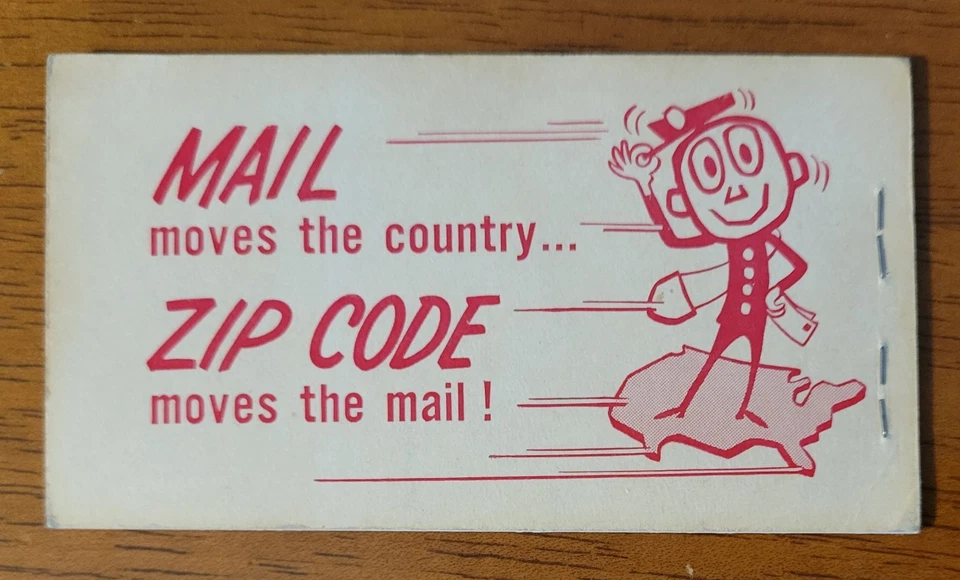 MAIL
moves the country...
ZIP CODE
moves the mail !